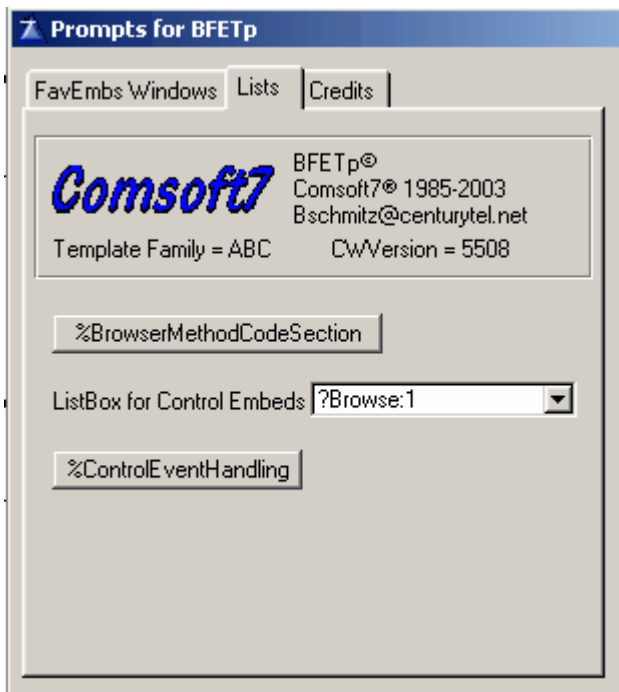 Prompts for BFETp
FavEmbs Windows Lists Credits
Comsoft7
BFETp©
Comsoft7® 1985-2003
Bschmitz@centurytel.net
Template Family = ABC CWVersion = 5508
%BrowserMethodCodeSection
ListBox for Control Embeds ?Browse:1
%ControlEventHandling